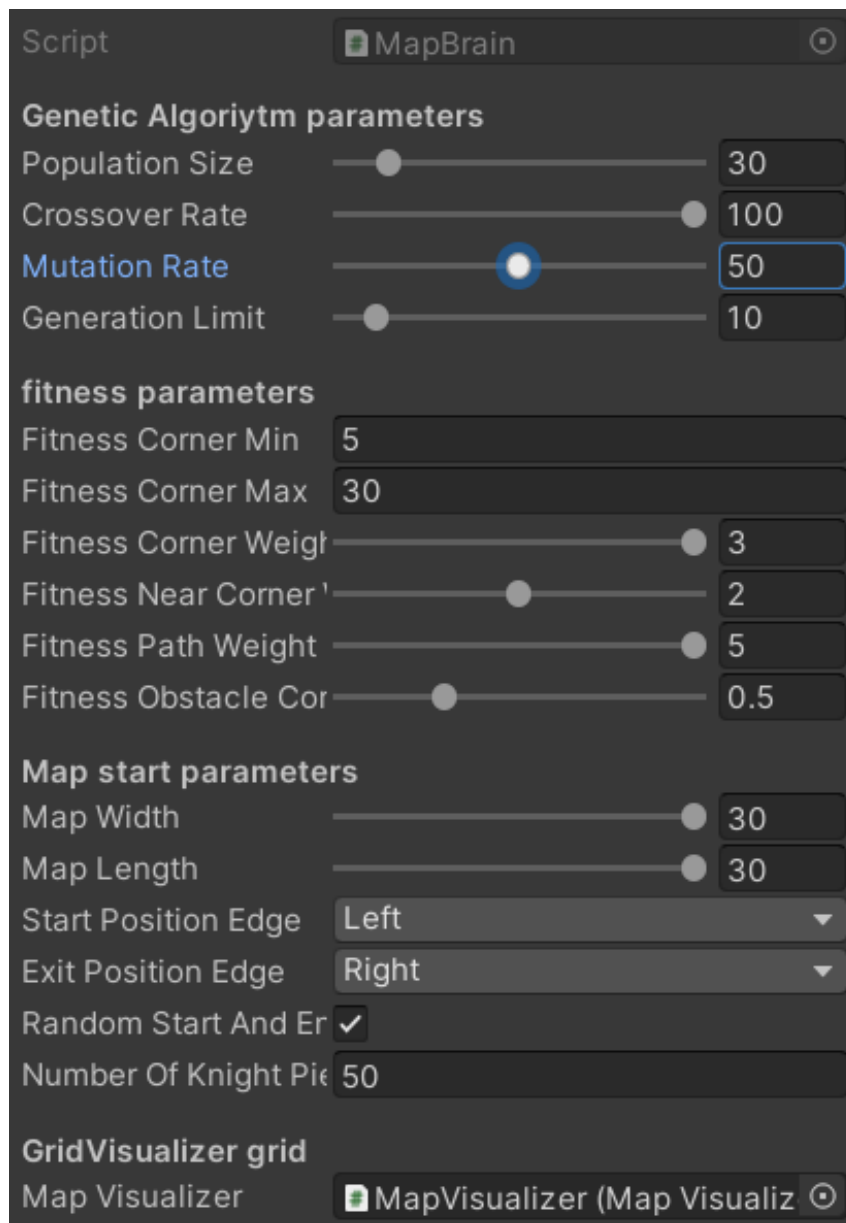 Script MapBrain
Genetic Algoriytm parameters
Population Size 30
Crossover Rate 100
Mutation Rate 50
Generation Limit 10
fitness parameters
Fitness Corner Min 5
Fitness Corner Max 30
Fitness Corner Weigh 3
Fitness Near Corner 2
Fitness Path Weight 5
Fitness Obstacle Cor 0.5
Map start parameters
Map Width 30
Map Length 30
Start Position Edge Left
Exit Position Edge Right
Random Start And En
Number Of Knight Pie 50
GridVisualizer grid
Map Visualizer MapVisualizer (Map Visualiz